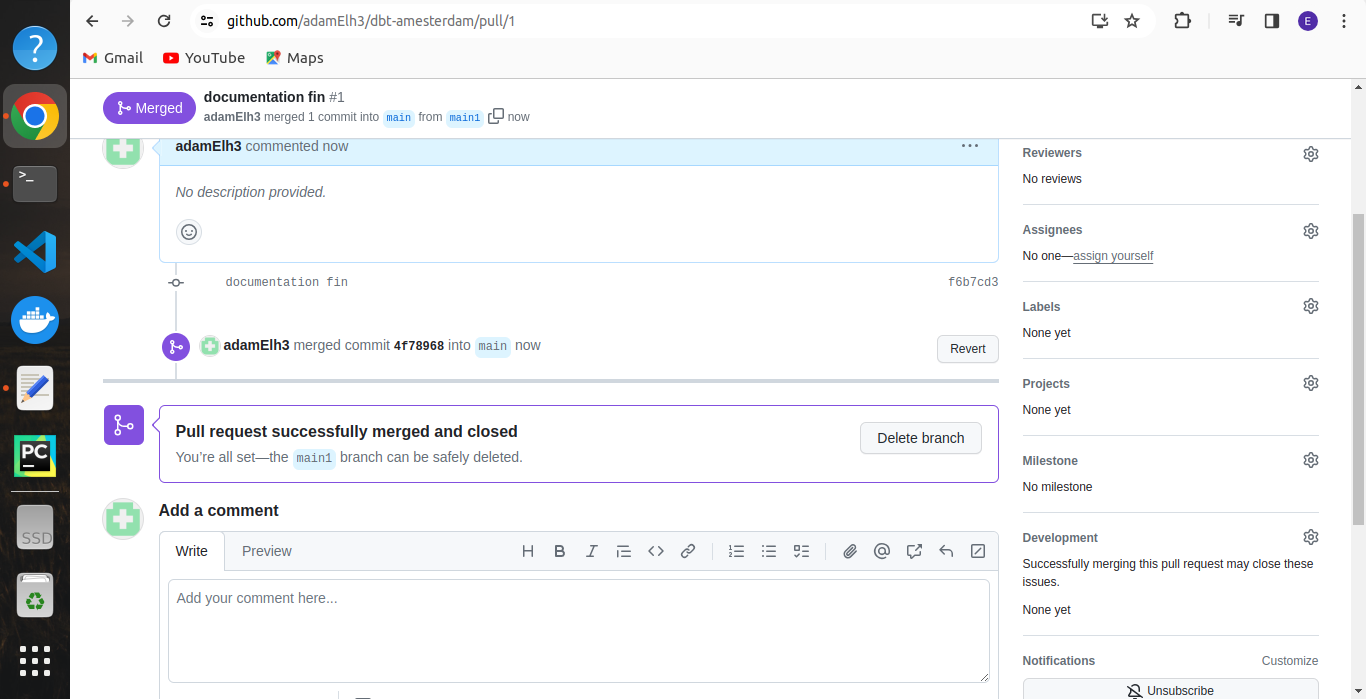 github.com/adamElh3/dbt-amesterdam/pull/1
E
Gmail
YouTube
Maps
Merged
documentation fin #1
adamElh3 merged 1 commit into main from main1 now
adamElh3 commented now
No description provided.
documentation fin
f6b7cd3
adamElh3 merged commit 4f78968 into main now
Revert
Pull request successfully merged and closed
You're all set—the main1 branch can be safely deleted.
Delete branch
Add a comment
Write
Preview
Add your comment here...
Reviewers
No reviews
Assignees
No one—assign yourself
Labels
None yet
Projects
None yet
Milestone
No milestone
Development
Successfully merging this pull request may close these
issues.
None yet
Notifications
Customize
Unsubscribe
?
>_
PC
SSD